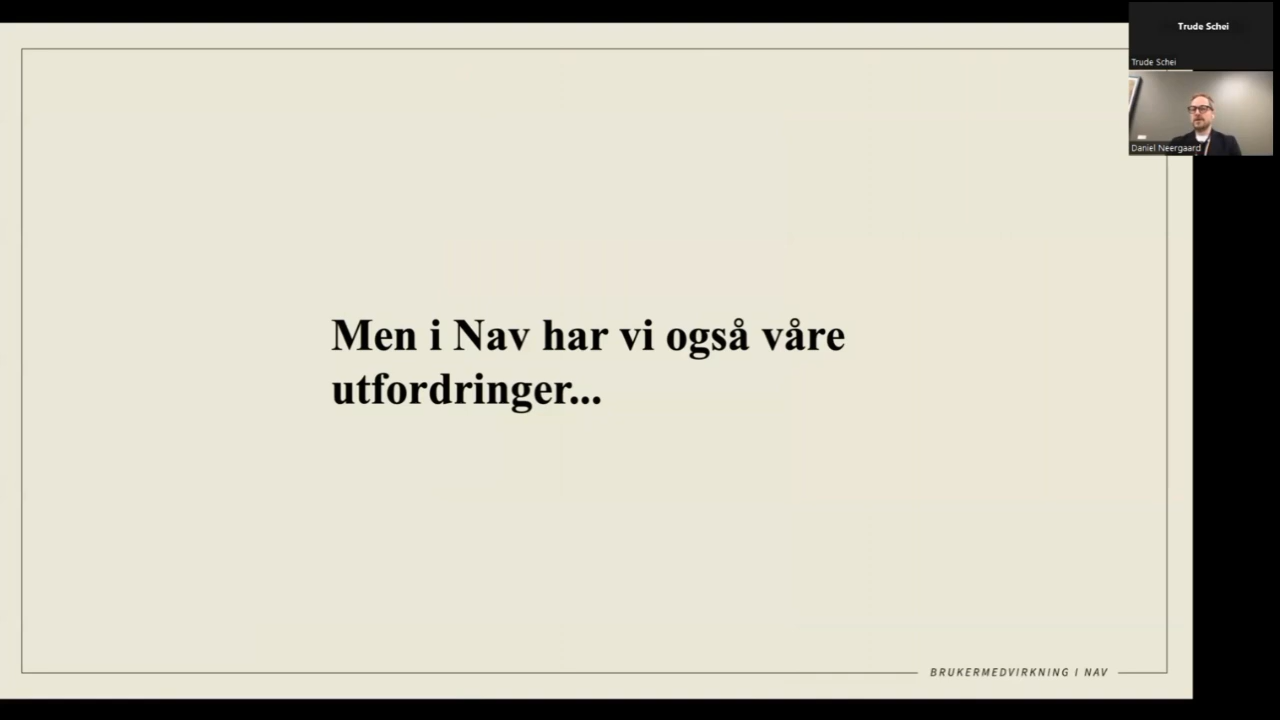 Trude Schei
Trude Schei
Daniel Neergaard
Men i Nav har vi også våre
utfordringer...
BRUKERMEDVIRKNING I NAV